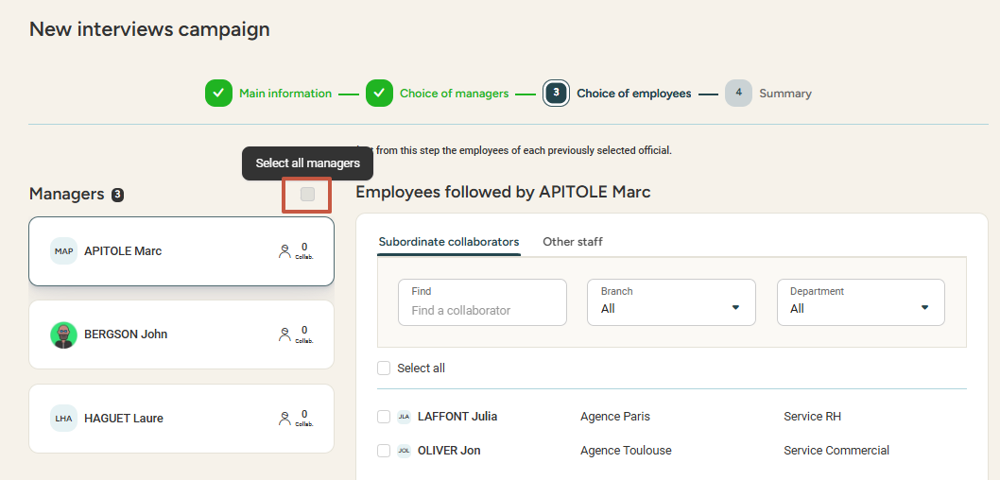 New interviews campaign
Main information
Choice of managers
3 Choice of employees
4 Summary
from this step the employees of each previously selected official.
Select all managers
Managers 3
MAP APITOLE Marc 0 Collab.
BERGSON John 0 Collab.
LHA HAGUET Laure 0 Collab.
Employees followed by APITOLE Marc
Subordinate collaborators Other staff
Find Branch Department
Find a collaborator All All
Select all
JLA LAFFONT Julia Agence Paris Service RH
JOL OLIVER Jon Agence Toulouse Service Commercial